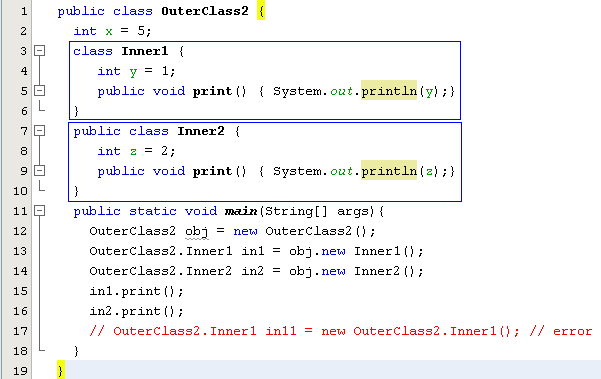 1 public class OuterClass2 {
2 int x = 5;
3 class Inner1 {
4 int y = 1;
5 public void print() { System.out.println(y);}
6 }
7 public class Inner2 {
8 int z = 2;
9 public void print() { System.out.println(z);}
10 }
11 public static void main(String[] args){
12 OuterClass2 obj = new OuterClass2();
13 OuterClass2.Inner1 in1 = obj.new Inner1();
14 OuterClass2.Inner2 in2 = obj.new Inner2();
15 in1.print();
16 in2.print();
17 // OuterClass2.Inner1 in11 = new OuterClass2.Inner1(); // error
18 }
19 }